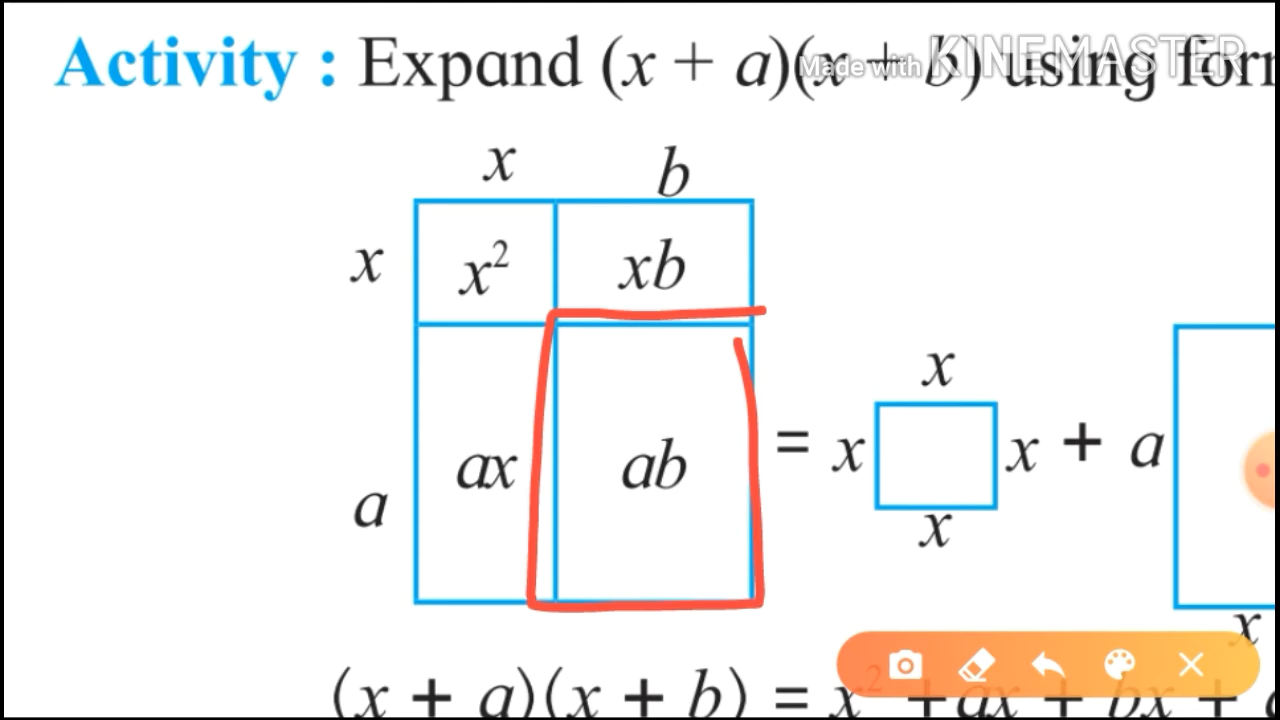 Activity : Expand (x + a)(x + b) using for
Made with KINEMASTER
x b
x x² xb
x
a ax ab = x x + a
x
x
(x + a)(x + b) = x² + ax + bx +